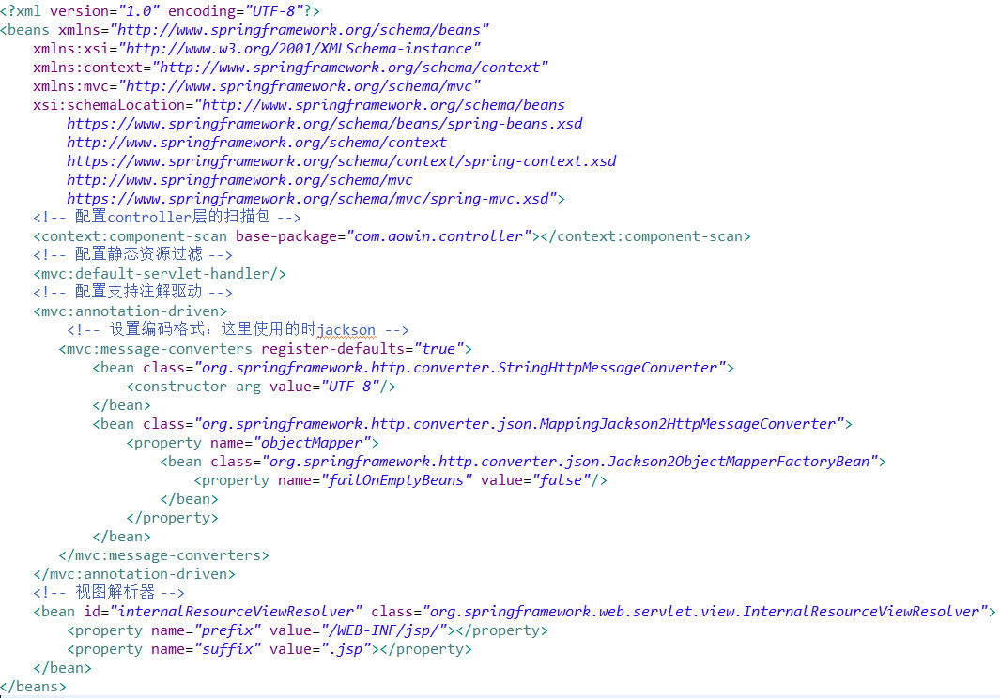 <?xml version="1.0" encoding="UTF-8"?>
<beans xmlns="http://www.springframework.org/schema/beans"
    xmlns:xsi="http://www.w3.org/2001/XMLSchema-instance"
    xmlns:context="http://www.springframework.org/schema/context"
    xmlns:mvc="http://www.springframework.org/schema/mvc"
    xsi:schemaLocation="http://www.springframework.org/schema/beans
        https://www.springframework.org/schema/beans/spring-beans.xsd
        http://www.springframework.org/schema/context
        https://www.springframework.org/schema/context/spring-context.xsd
        http://www.springframework.org/schema/mvc
        https://www.springframework.org/schema/mvc/spring-mvc.xsd">
    <!-- 配置controller层的扫描包 -->
    <context:component-scan base-package="com.aowin.controller"></context:component-scan>
    <!-- 配置静态资源过滤 -->
    <mvc:default-servlet-handler/>
    <!-- 配置支持注解驱动 -->
    <mvc:annotation-driven>
        <!-- 设置编码格式：这里使用的时jackson -->
       <mvc:message-converters register-defaults="true">
           <bean class="org.springframework.http.converter.StringHttpMessageConverter">
               <constructor-arg value="UTF-8"/>
           </bean>
           <bean class="org.springframework.http.converter.json.MappingJackson2HttpMessageConverter">
               <property name="objectMapper">
                   <bean class="org.springframework.http.converter.json.Jackson2ObjectMapperFactoryBean">
                       <property name="failOnEmptyBeans" value="false"/>
                   </bean>
               </property>
           </bean>
       </mvc:message-converters>
    </mvc:annotation-driven>
    <!-- 视图解析器 -->
    <bean id="internalResourceViewResolver" class="org.springframework.web.servlet.view.InternalResourceViewResolver">
        <property name="prefix" value="/WEB-INF/jsp/"></property>
        <property name="suffix" value=".jsp"></property>
    </bean>
</beans>